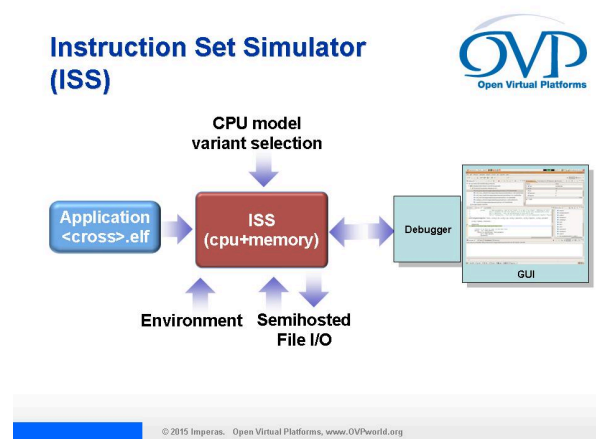 Instruction Set Simulator
(ISS)
OVP
Open Virtual Platforms
CPU model
variant selection
Application
<cross>.elf
ISS
(cpu+memory)
Debugger
GUI
Environment
Semihosted
File I/O
© 2015 Imperas. Open Virtual Platforms, www.OVPworld.org